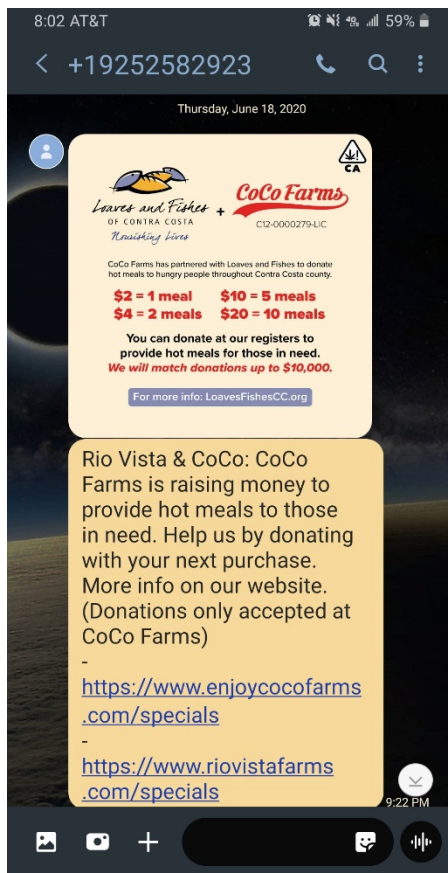 8:02 AT&T 59%
+19252582923
Thursday, June 18, 2020
CA
Loaves and Fishes
OF CONTRA COSTA
Nourishing Lives
+
CoCo Farms
C12-0000279-LIC
CoCo Farms has partnered with Loaves and Fishes to donate
hot meals to hungry people throughout Contra Costa county.
$2 = 1 meal $10 = 5 meals
$4 = 2 meals $20 = 10 meals
You can donate at our registers to
provide hot meals for those in need.
We will match donations up to $10,000.
For more info: LoavesFishesCC.org
Rio Vista & CoCo: CoCo
Farms is raising money to
provide hot meals to those
in need. Help us by donating
with your next purchase.
More info on our website.
(Donations only accepted at
CoCo Farms)
-
https://www.enjoycocofarms
.com/specials
-
https://www.riovistafarms
.com/specials
9:22 PM